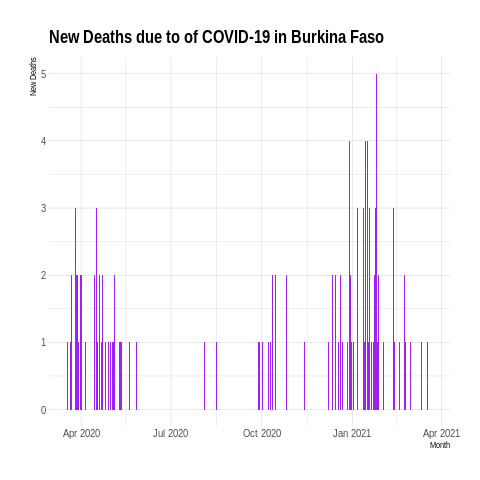 New Deaths due to of COVID-19 in Burkina Faso
New Deaths
5
4
3
2
1
0
Apr 2020 Jul 2020 Oct 2020 Jan 2021 Apr 2021
Month